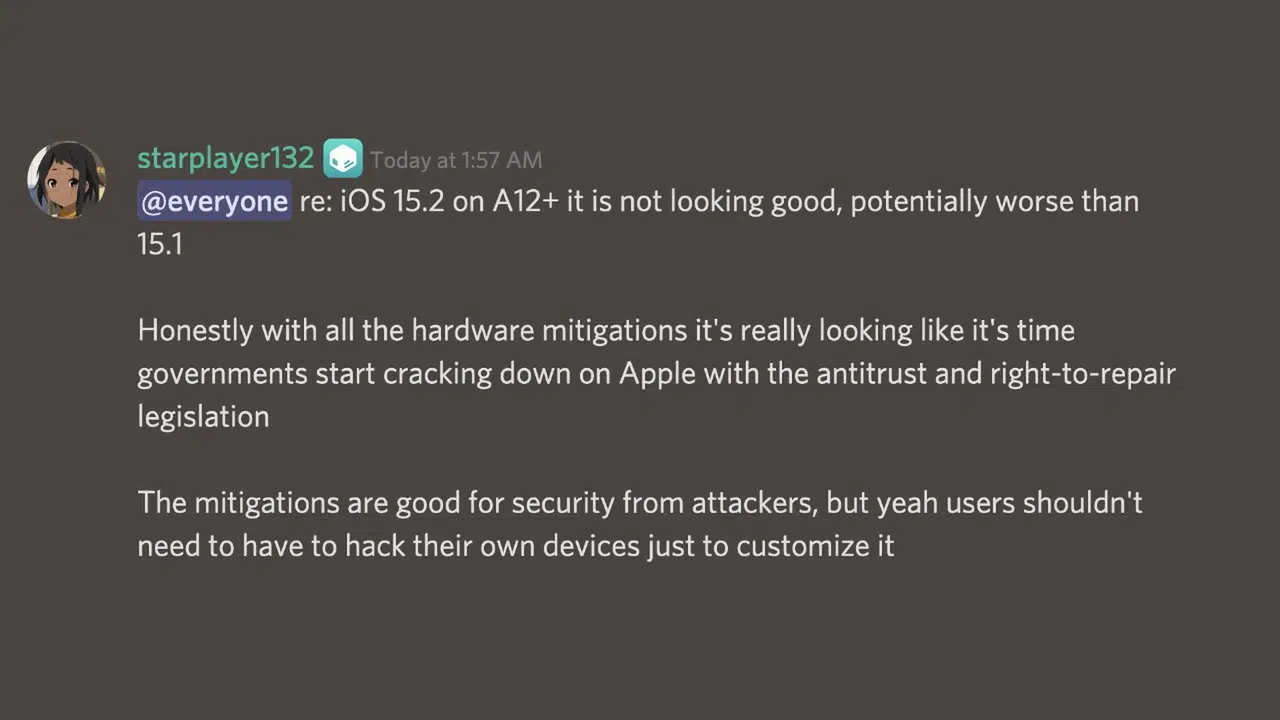 starplayer132 Today at 1:57 AM
@everyone re: iOS 15.2 on A12+ it is not looking good, potentially worse than
15.1
Honestly with all the hardware mitigations it's really looking like it's time
governments start cracking down on Apple with the antitrust and right-to-repair
legislation
The mitigations are good for security from attackers, but yeah users shouldn't
need to have to hack their own devices just to customize it